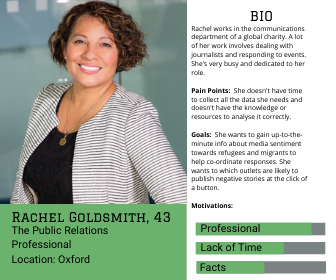 BIO
Rachel works in the communications
department of a global charity. A lot
of her work involves dealing with
journalists and responding to events.
She's very busy and dedicated to her
role.
Pain Points: She doesn't have time
to collect all the data she needs and
doesn't have the knowledge or
resources to analyse it correctly.
Goals: She wants to gain up-to-the-
minute info about media sentiment
towards refugees and migrants to
help co-ordinate responses. She
wants to which outlets are likely to
publish negative stories at the click of
a button.
Motivations:
Professional
Lack of Time
Facts
Rachel Goldsmith, 43
The Public Relations
Professional
Location: Oxford